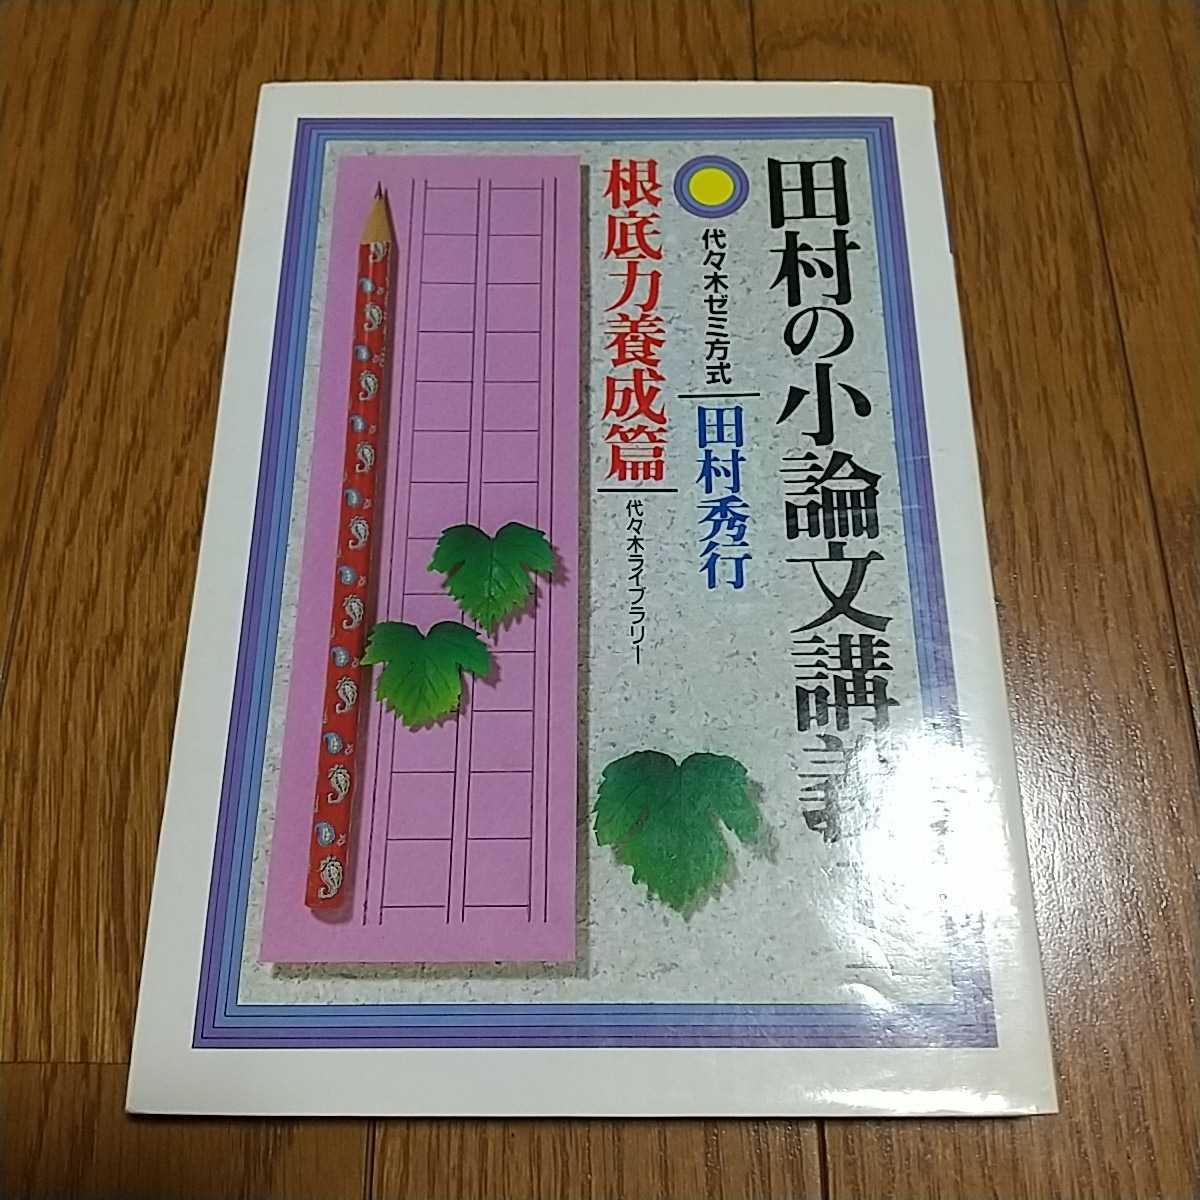 田村の小論文講義
代々木ゼミ方式
田村秀行
根底力養成篇
代々木ライブラリー